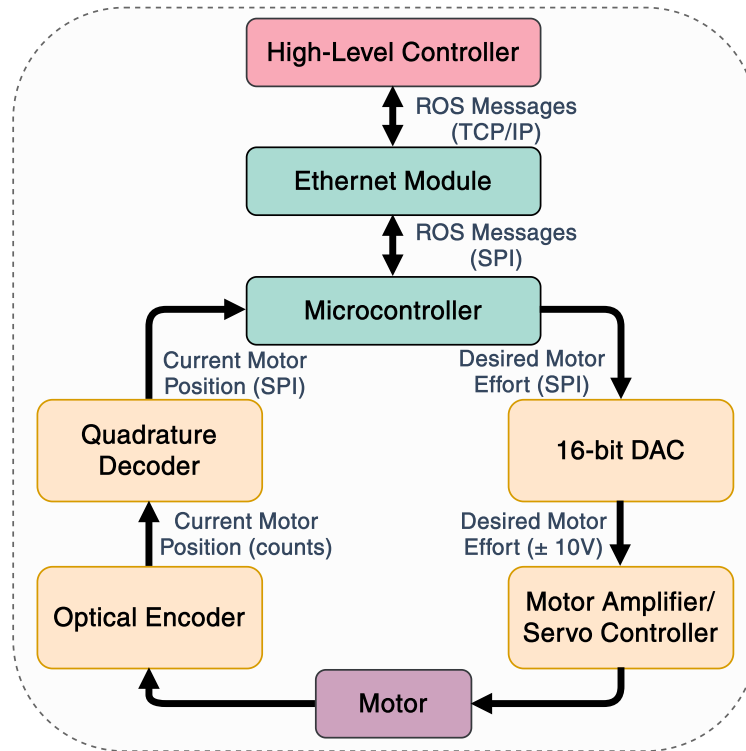 High-Level Controller
ROS Messages
(TCP/IP)
Ethernet Module
ROS Messages
(SPI)
Microcontroller
Current Motor
Position (SPI)
Desired Motor
Effort (SPI)
Quadrature
Decoder
16-bit DAC
Current Motor
Position (counts)
Desired Motor
Effort (± 10V)
Optical Encoder
Motor Amplifier/
Servo Controller
Motor